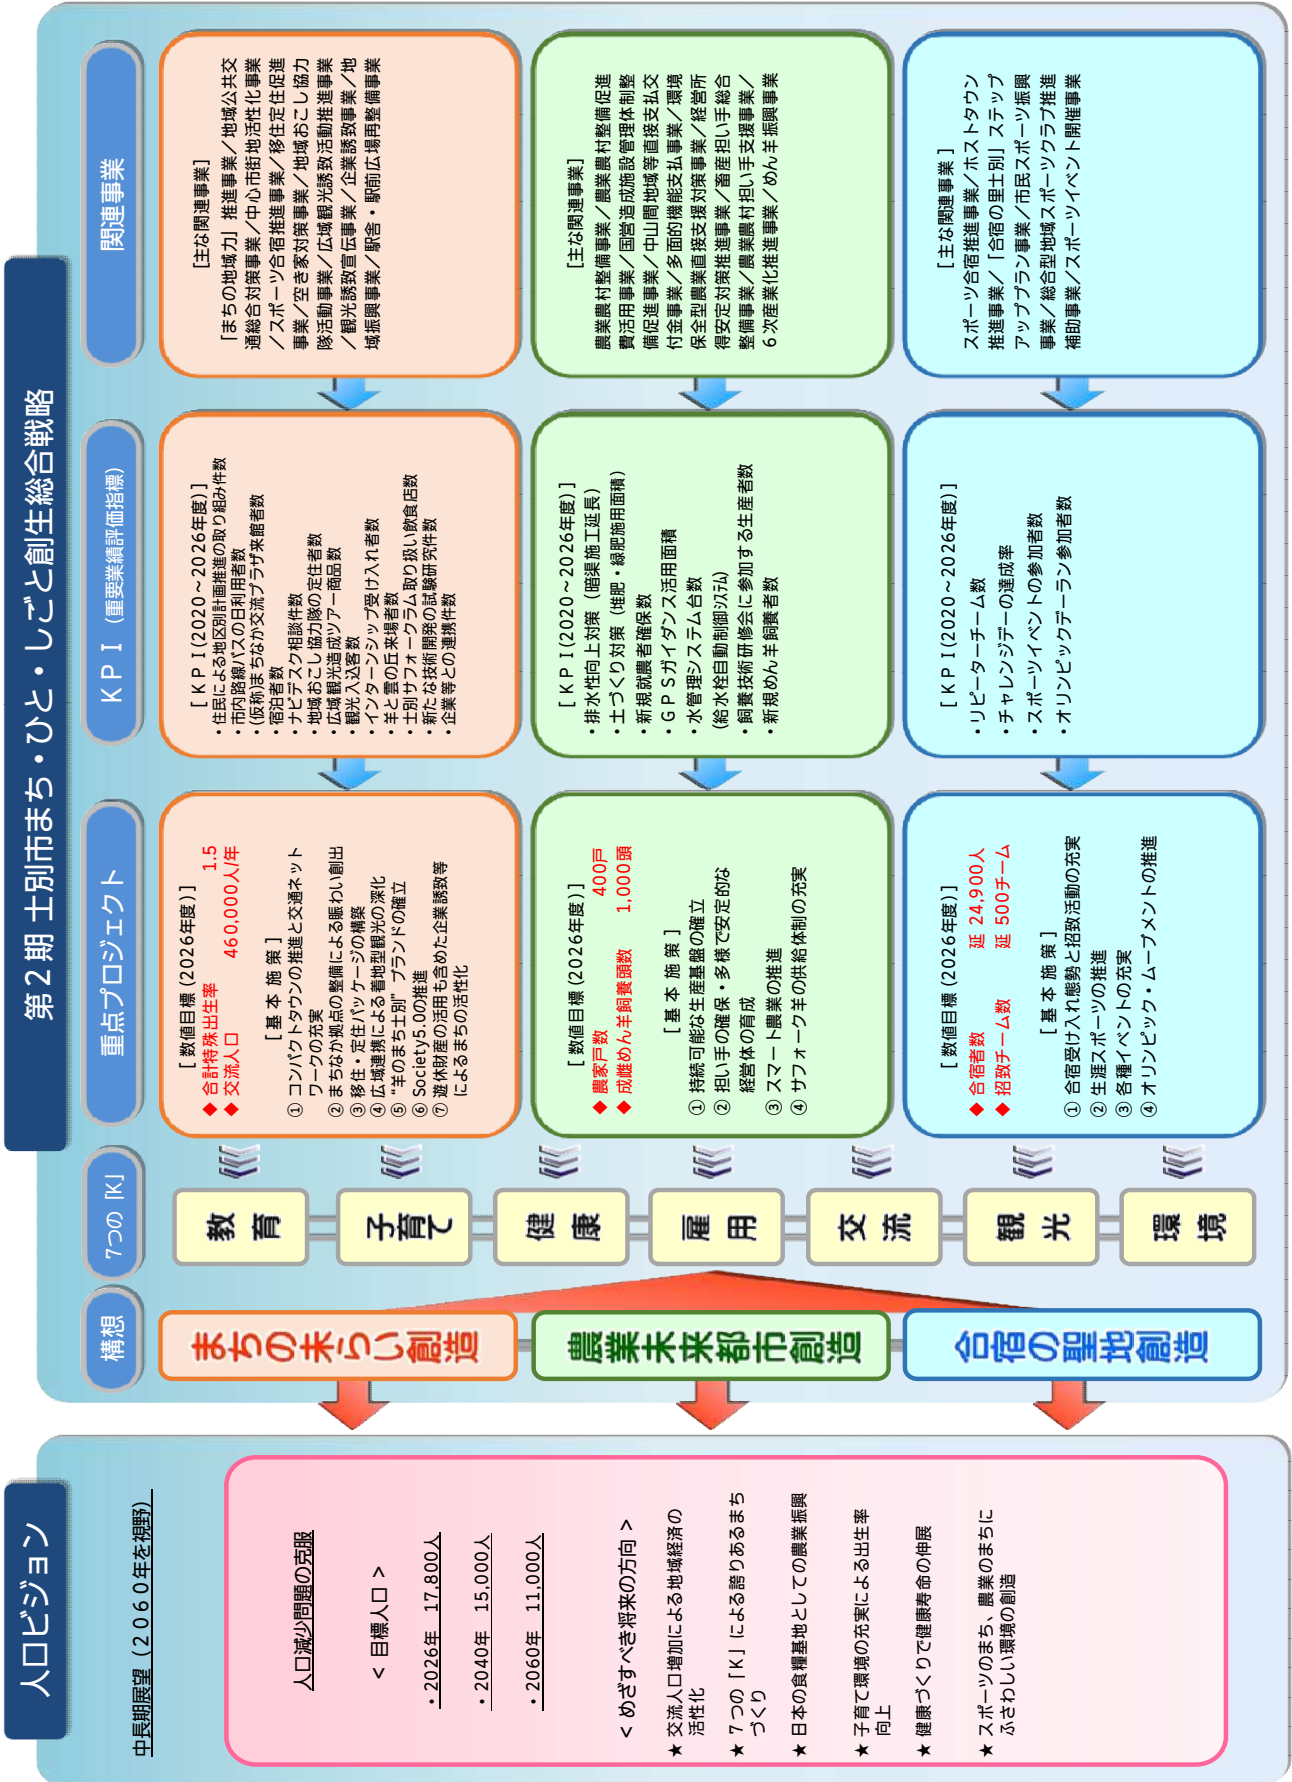 人口ビジョン
中長期展望（２０６０年を視野）
人口減少問題の克服
＜ 目標人口 ＞
・2026年　17,800人
・2040年　15,000人
・2060年　11,000人
＜ めざすべき将来の方向 ＞
★ 交流人口増加による地域経済の
活性化
★ ７つの「Ｋ」による誇りあるまち
づくり
★ 日本の食糧基地としての農業振興
★ 子育て環境の充実による出生率
向上
★ 健康づくりで健康寿命の伸展
★ スポーツのまち、農業のまちに
ふさわしい環境の創造
第２期 士別市まち・ひと・しごと創生総合戦略
構想
7つの「K」
重点プロジェクト
ＫＰＩ（重要業績評価指標）
関連事業
まちの未らい創造
農業未来都市創造
合宿の聖地創造
教育
子育て
健康
雇用
交流
観光
環境
[ 数値目標 (2026年度) ]
◆ 合計特殊出生率　1.5
◆ 交流人口　460,000人/年
[ 基 本 施 策 ]
① コンパクトタウンの推進と交通ネット
ワークの充実
② まちなか拠点の整備による賑わい創出
③ 移住・定住パッケージの構築
④ 広域連携による着地型観光の深化
⑤ “羊のまち士別” ブランドの確立
⑥ Society5.0の推進
⑦ 遊休財産の活用も含めた企業誘致等
によるまちの活性化
[ ＫＰＩ(2020～2026年度) ]
・住民による地区別計画推進の取り組み件数
・市内路線バスの日利用者数
・(仮称)まちなか交流プラザ来館者数
・宿泊者数
・ナビデスク相談件数
・地域おこし協力隊の定住者数
・広域観光造成ツアー商品数
・観光入込客数
・インターンシップ受け入れ者数
・羊と雲の丘来場者数
・士別サフォークラム取り扱い飲食店数
・新たな技術開発の試験研究件数
・企業等との連携件数
[主な関連事業]
「まちの地域力」推進事業／地域公共交
通総合対策事業／中心市街地活性化事業
／スポーツ合宿推進事業／移住定住促進
事業／空き家対策事業／地域おこし協力
隊活動事業／広域観光誘致活動推進事業
／観光誘致宣伝事業／企業誘致事業／地
域振興事業／駅舎・駅前広場再整備事業
[ 数値目標 (2026年度) ]
◆ 農家戸数　400戸
◆ 成雌めん羊飼養頭数　1,000頭
[ 基 本 施 策 ]
① 持続可能な生産基盤の確立
② 担い手の確保・多様で安定的な
経営体の育成
③ スマート農業の推進
④ サフォーク羊の供給体制の充実
[ ＫＰＩ(2020～2026年度) ]
・排水性向上対策（暗渠施工延長）
・土づくり対策（堆肥・緑肥施用面積）
・新規就農者確保数
・ＧＰＳガイダンス活用面積
・水管理システム台数
(給水栓自動制御ｼｽﾃﾑ)
・飼養技術研修会に参加する生産者数
・新規めん羊飼養者数
[主な関連事業]
農業農村整備事業／農業農村整備促進
費活用事業／国営造成施設管理体制整
備促進事業／中山間地域等直接支払交
付金事業／多面的機能支払事業／環境
保全型農業直接支援対策事業／経営所
得安定対策推進事業／畜産担い手総合
整備事業／農業農村担い手支援事業／
６次産業化推進事業／めん羊振興事業
[ 数値目標 (2026年度) ]
◆ 合宿者数　延 24,900人
◆ 招致チーム数　延 500チーム
[ 基 本 施 策 ]
① 合宿受け入れ態勢と招致活動の充実
② 生涯スポーツの推進
③ 各種イベントの充実
④ オリンピック・ムーブメントの推進
[ ＫＰＩ(2020～2026年度) ]
・リピーターチーム数
・チャレンジデーの達成率
・スポーツイベントの参加者数
・オリンピックデーラン参加者数
[主な関連事業 ]
スポーツ合宿推進事業／ホストタウン
推進事業／「合宿の里士別」ステップ
アッププラン事業／市民スポーツ振興
事業／総合型地域スポーツクラブ推進
補助事業／スポーツイベント開催事業